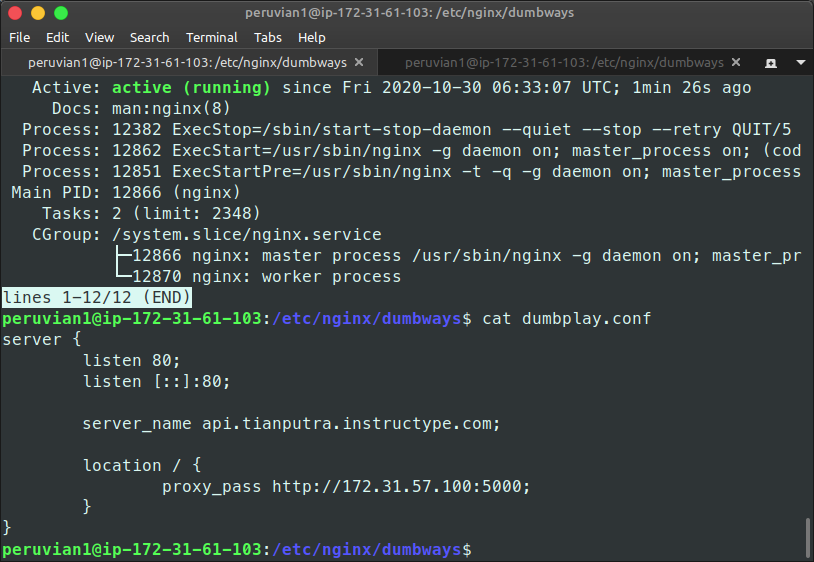 peruvian1@ip-172-31-61-103: /etc/nginx/dumbways
File Edit View Search Terminal Tabs Help
peruvian1@ip-172-31-61-103: /etc/nginx/dumbways × peruvian1@ip-172-31-61-103: /etc/nginx/dumbways ×
Active: active (running) since Fri 2020-10-30 06:33:07 UTC; 1min 26s ago
Docs: man:nginx(8)
Process: 12382 ExecStop=/sbin/start-stop-daemon --quiet --stop --retry QUIT/5
Process: 12862 ExecStart=/usr/sbin/nginx -g daemon on; master_process on; (cod
Process: 12851 ExecStartPre=/usr/sbin/nginx -t -q -g daemon on; master_process
Main PID: 12866 (nginx)
Tasks: 2 (limit: 2348)
CGroup: /system.slice/nginx.service
├─12866 nginx: master process /usr/sbin/nginx -g daemon on; master_pr
└─12870 nginx: worker process
lines 1-12/12 (END)
peruvian1@ip-172-31-61-103:/etc/nginx/dumbways$ cat dumbplay.conf
server {
listen 80;
listen [::]:80;
server_name api.tianputra.instructype.com;
location / {
proxy_pass http://172.31.57.100:5000;
}
}
peruvian1@ip-172-31-61-103:/etc/nginx/dumbways$